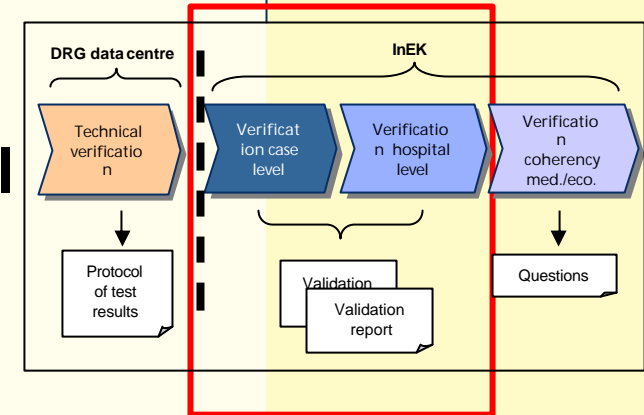 DRG data centre
InEK
Technical
verificatio
n
Verificat
ion case
level
Verificatio
n hospital
level
Verificatio
n
coherency
med./eco.
Protocol
of test
results
Validation
Validation
report
Questions